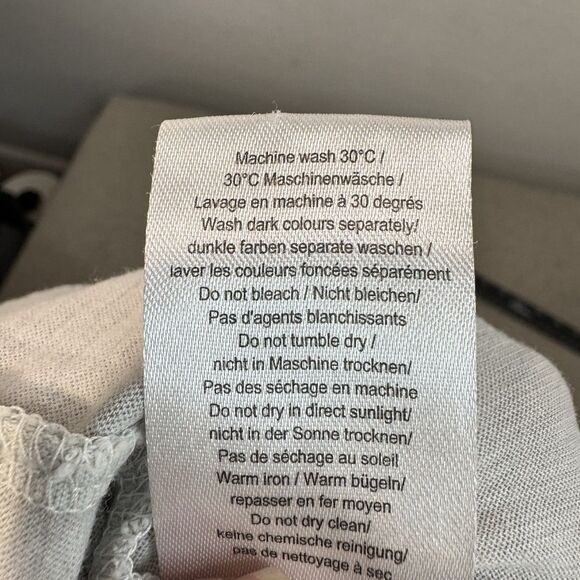 Machine wash 30°C /
30°C Maschinenwäsche /
Lavage en machine à 30 degrés
Wash dark colours separately/
dunkle farben separate waschen /
laver les couleurs foncées séparément
Do not bleach / Nicht bleichen/
Pas d'agents blanchissants
Do not tumble dry /
nicht in Maschine trocknen/
Pas des séchage en machine
Do not dry in direct sunlight/
nicht in der Sonne trocknen/
Pas de séchage au soleil
Warm iron / Warm bügeln/
repasser en fer moyen
Do not dry clean/
keine chemische reinigung/
pas de nettoyage à sec